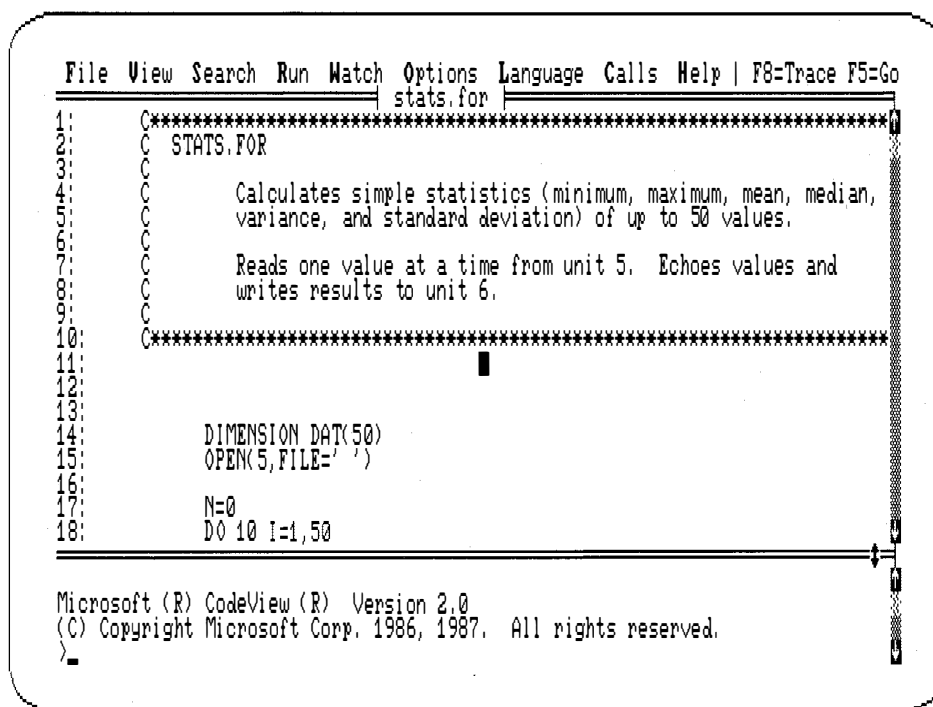 File View Search Run Watch Options Language Calls Help | F8=Trace F5=Go
stats.for
1: C**********************************************************************
2: C  STATS.FOR
3: C
4: C        Calculates simple statistics (minimum, maximum, mean, median,
5: C        variance, and standard deviation) of up to 50 values.
6: C
7: C        Reads one value at a time from unit 5.  Echoes values and
8: C        writes results to unit 6.
9: C
10: C**********************************************************************
11:
12:
13:
14:       DIMENSION DAT(50)
15:       OPEN(5,FILE=' ')
16:
17:       N=0
18:       DO 10 I=1,50
Microsoft (R) CodeView (R)  Version 2.0
(C) Copyright Microsoft Corp. 1986, 1987.  All rights reserved.
>_